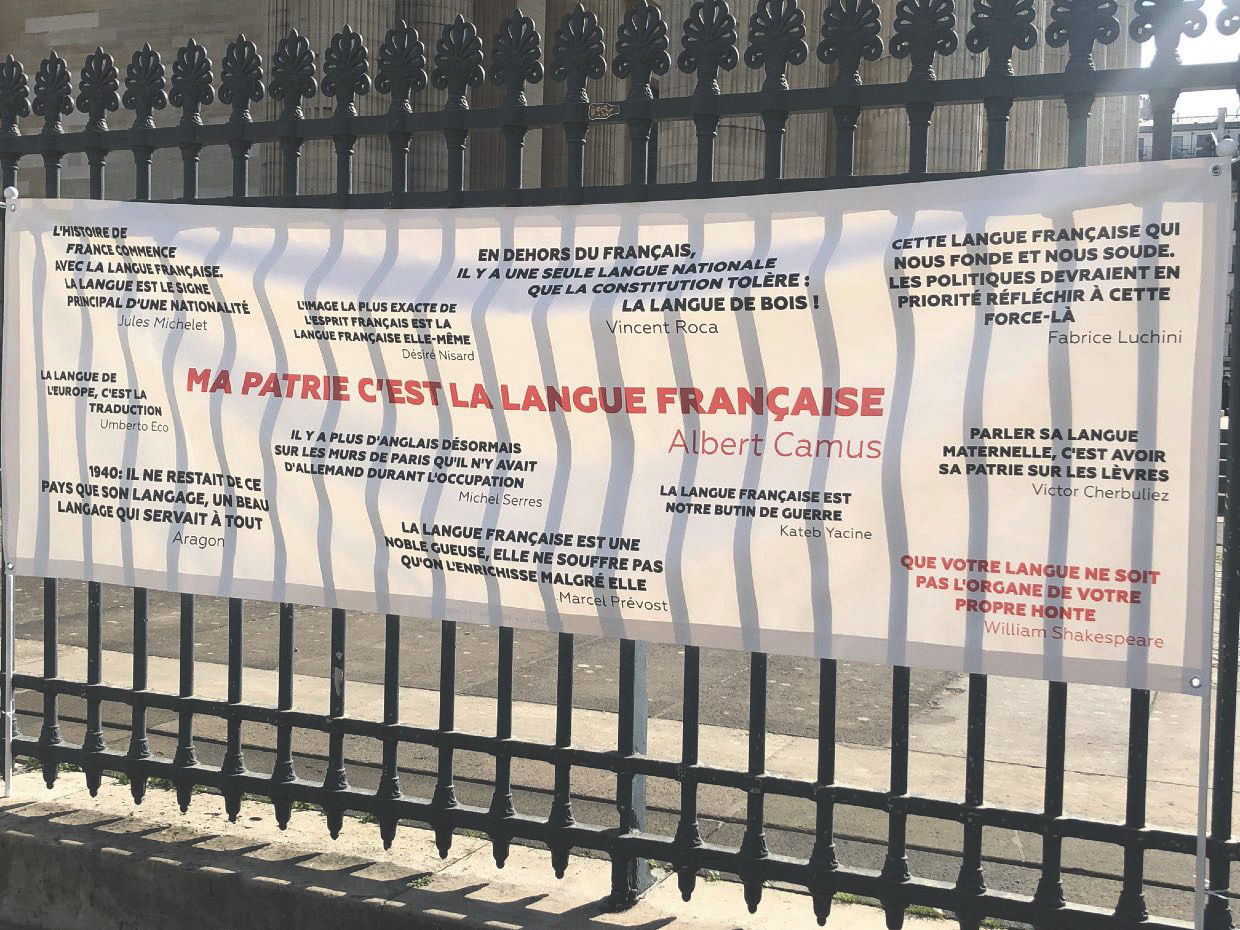 L'HISTOIRE DE
FRANCE COMMENCE
AVEC LA LANGUE FRANÇAISE.
LA LANGUE EST LE SIGNE
PRINCIPAL D'UNE NATIONALITÉ
Jules Michelet
L'IMAGE LA PLUS EXACTE DE
L'ESPRIT FRANÇAIS EST LA
LANGUE FRANÇAISE ELLE-MÊME
Désiré Nisard
EN DEHORS DU FRANÇAIS,
IL Y A UNE SEULE LANGUE NATIONALE
QUE LA CONSTITUTION TOLÈRE :
LA LANGUE DE BOIS !
Vincent Roca
CETTE LANGUE FRANÇAISE QUI
NOUS FONDE ET NOUS SOUDE.
LES POLITIQUES DEVRAIENT EN
PRIORITÉ RÉFLÉCHIR À CETTE
FORCE-LÀ
Fabrice Luchini
LA LANGUE DE
L'EUROPE, C'EST LA
TRADUCTION
Umberto Eco
MA PATRIE C'EST LA LANGUE FRANÇAISE
Albert Camus
IL Y A PLUS D'ANGLAIS DÉSORMAIS
SUR LES MURS DE PARIS QU'IL N'Y AVAIT
D'ALLEMAND DURANT L'OCCUPATION
Michel Serres
PARLER SA LANGUE
MATERNELLE, C'EST AVOIR
SA PATRIE SUR LES LÈVRES
Victor Cherbuliez
1940: IL NE RESTAIT DE CE
PAYS QUE SON LANGAGE, UN BEAU
LANGAGE QUI SERVAIT À TOUT
Aragon
LA LANGUE FRANÇAISE EST
NOTRE BUTIN DE GUERRE
Kateb Yacine
LA LANGUE FRANÇAISE EST UNE
NOBLE GUEUSE, ELLE NE SOUFFRE PAS
QU'ON L'ENRICHISSE MALGRÉ ELLE
Marcel Prévost
QUE VOTRE LANGUE NE SOIT
PAS L'ORGANE DE VOTRE
PROPRE HONTE
William Shakespeare